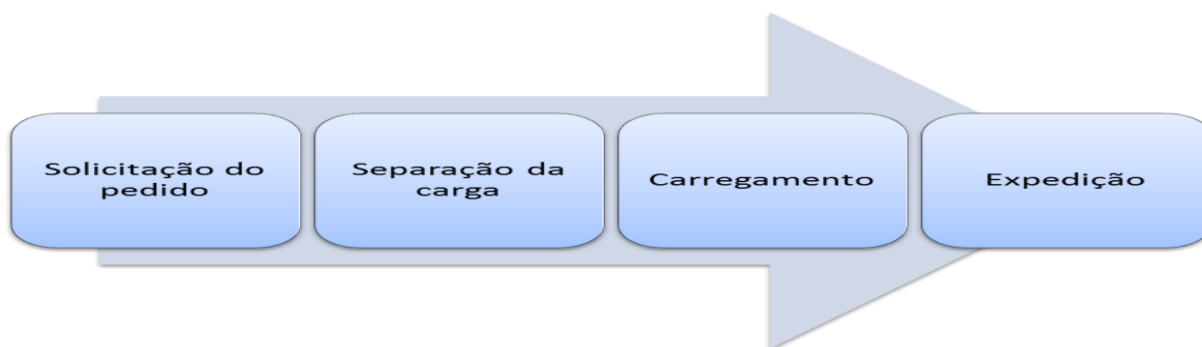 Solicitação do
pedido
Separação da
carga
Carregamento
Expedição